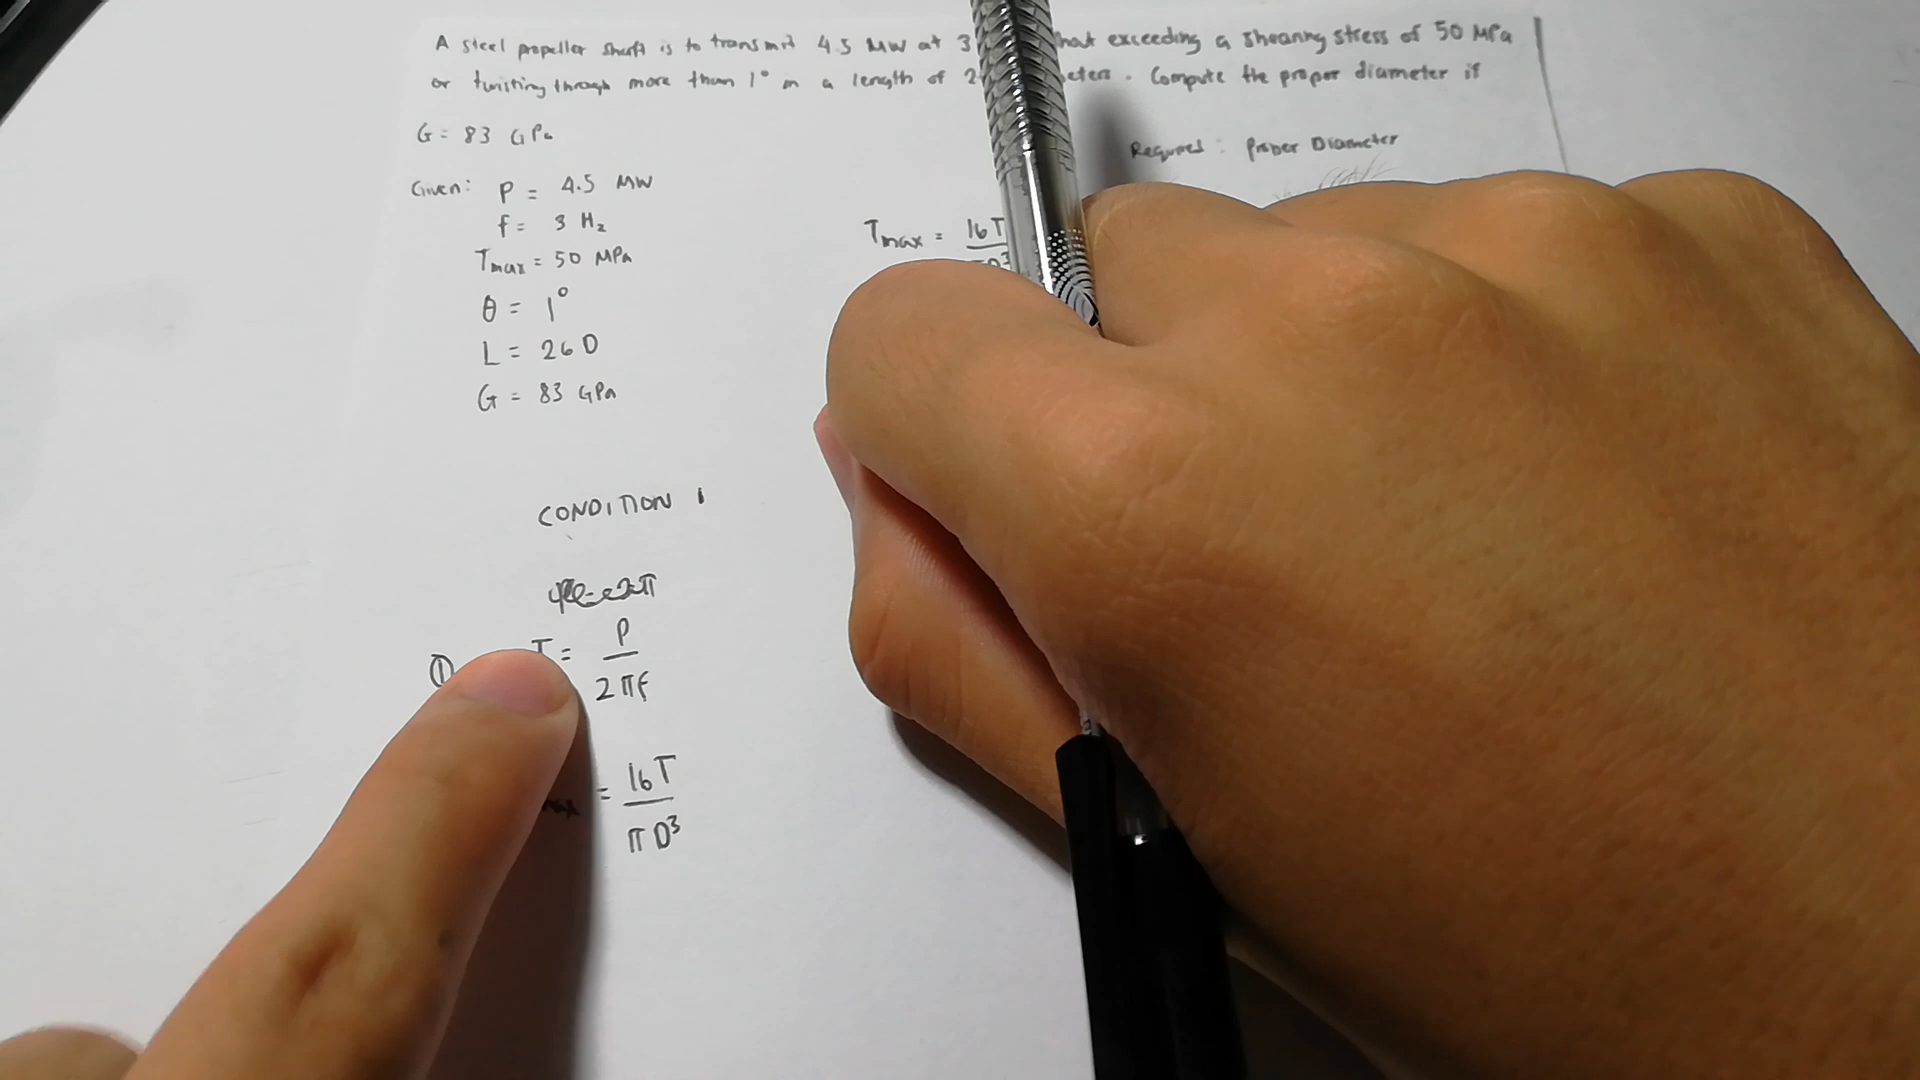 A steel propeller shaft is to transmit 4.5 MW at 3 exceeding a shearing stress of 50 MPa
or twisting through more than 1° in a length of 2 Compute the proper diameter if
G = 83 GPa
Required: Proper Diameter
Given: P = 4.5 MW
f = 3 Hz
Tmax = 50 MPa
θ = 1°
L = 26 D
G = 83 GPa
Tmax = 16T
D³
CONDITION 1
① T = P
2πf
max = 16T
πD³